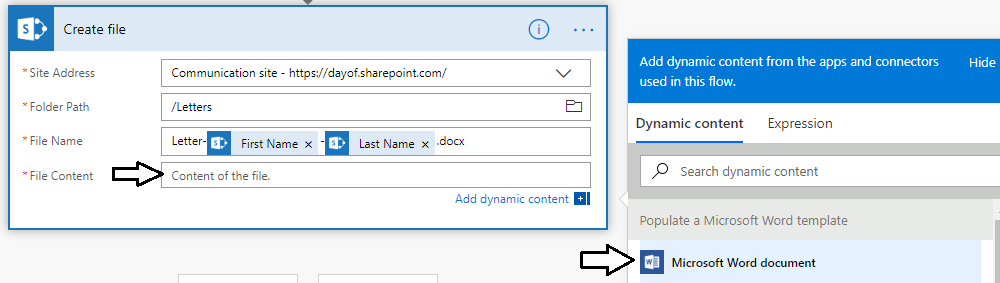 Create file
* Site Address
Communication site - https://dayof.sharepoint.com/
* Folder Path
/Letters
* File Name
Letter- First Name × - Last Name × .docx
* File Content
Content of the file.
Add dynamic content
Add dynamic content from the apps and connectors
used in this flow.
Hide
Dynamic content
Expression
Search dynamic content
Populate a Microsoft Word template
Microsoft Word document